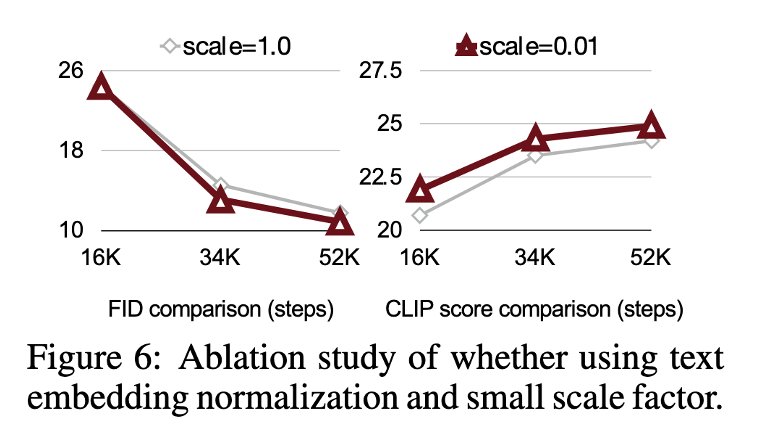 scale=1.0
scale=0.01
26
18
10
16K
34K
52K
FID comparison (steps)
27.5
25
22.5
20
16K
34K
52K
CLIP score comparison (steps)
Figure 6: Ablation study of whether using text
embedding normalization and small scale factor.